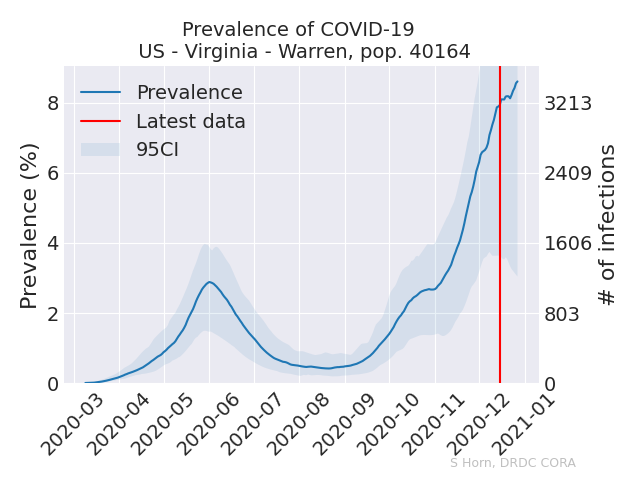 Prevalence of COVID-19
US - Virginia - Warren, pop. 40164
Prevalence
Latest data
95CI
Prevalence (%)
8
6
4
2
0
3213
2409
1606
803
0
# of infections
2020-03
2020-04
2020-05
2020-06
2020-07
2020-08
2020-09
2020-10
2020-11
2020-12
2021-01
S Horn, DRDC CORA